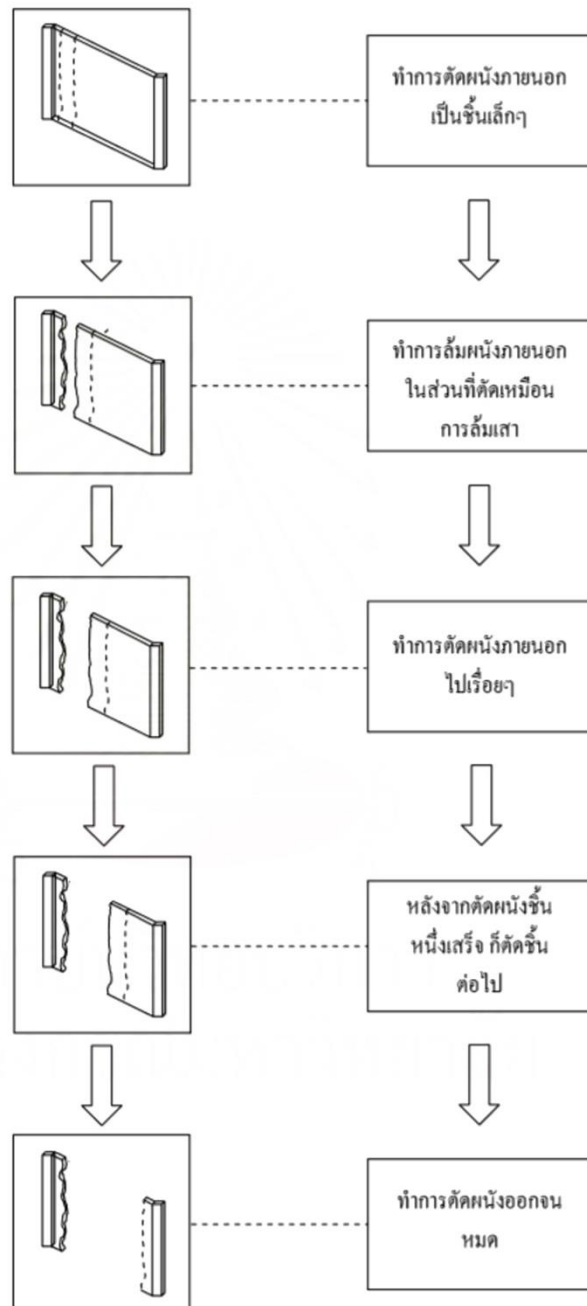 ทำการตัดผนังภายนอก
เป็นชิ้นเล็กๆ
ทำการล้มผนังภายนอก
ในส่วนที่ตัดเหมือน
การล้มเสา
ทำการตัดผนังภายนอก
ไปเรื่อยๆ
หลังจากตัดผนังชิ้น
หนึ่งเสร็จ ก็ตัดชิ้น
ต่อไป
ทำการตัดผนังออกจน
หมด